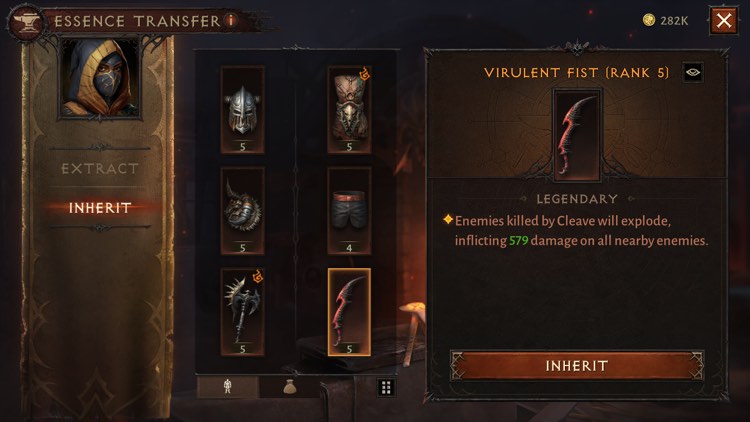 ESSENCE TRANSFER i
282K
EXTRACT
INHERIT
5
5
5
4
5
5
VIRULENT FIST (RANK 5)
LEGENDARY
Enemies killed by Cleave will explode,
inflicting 579 damage on all nearby enemies.
INHERIT